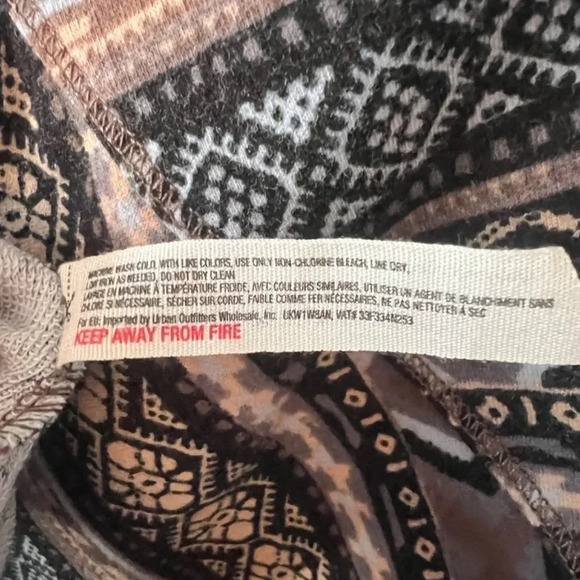 MACHINE WASH COLD, WITH LIKE COLORS, USE ONLY NON-CHLORINE BLEACH, LINE DRY,
LOW IRON AS NEEDED, DO NOT DRY CLEAN
LAVAGE EN MACHINE À TEMPÉRATURE FROIDE, AVEC COULEURS SIMILAIRES, UTILISER UN AGENT DE BLANCHIMENT SANS
CHLORE SI NÉCESSAIRE, SÉCHER SUR CORDE, FAIBLE COMME FER NÉCESSAIRES, NE PAS NETTOYER À SEC
For EU: Imported by Urban Outfitters Wholesale, Inc. UKW1W8AN, VAT# 33F334N253
KEEP AWAY FROM FIRE